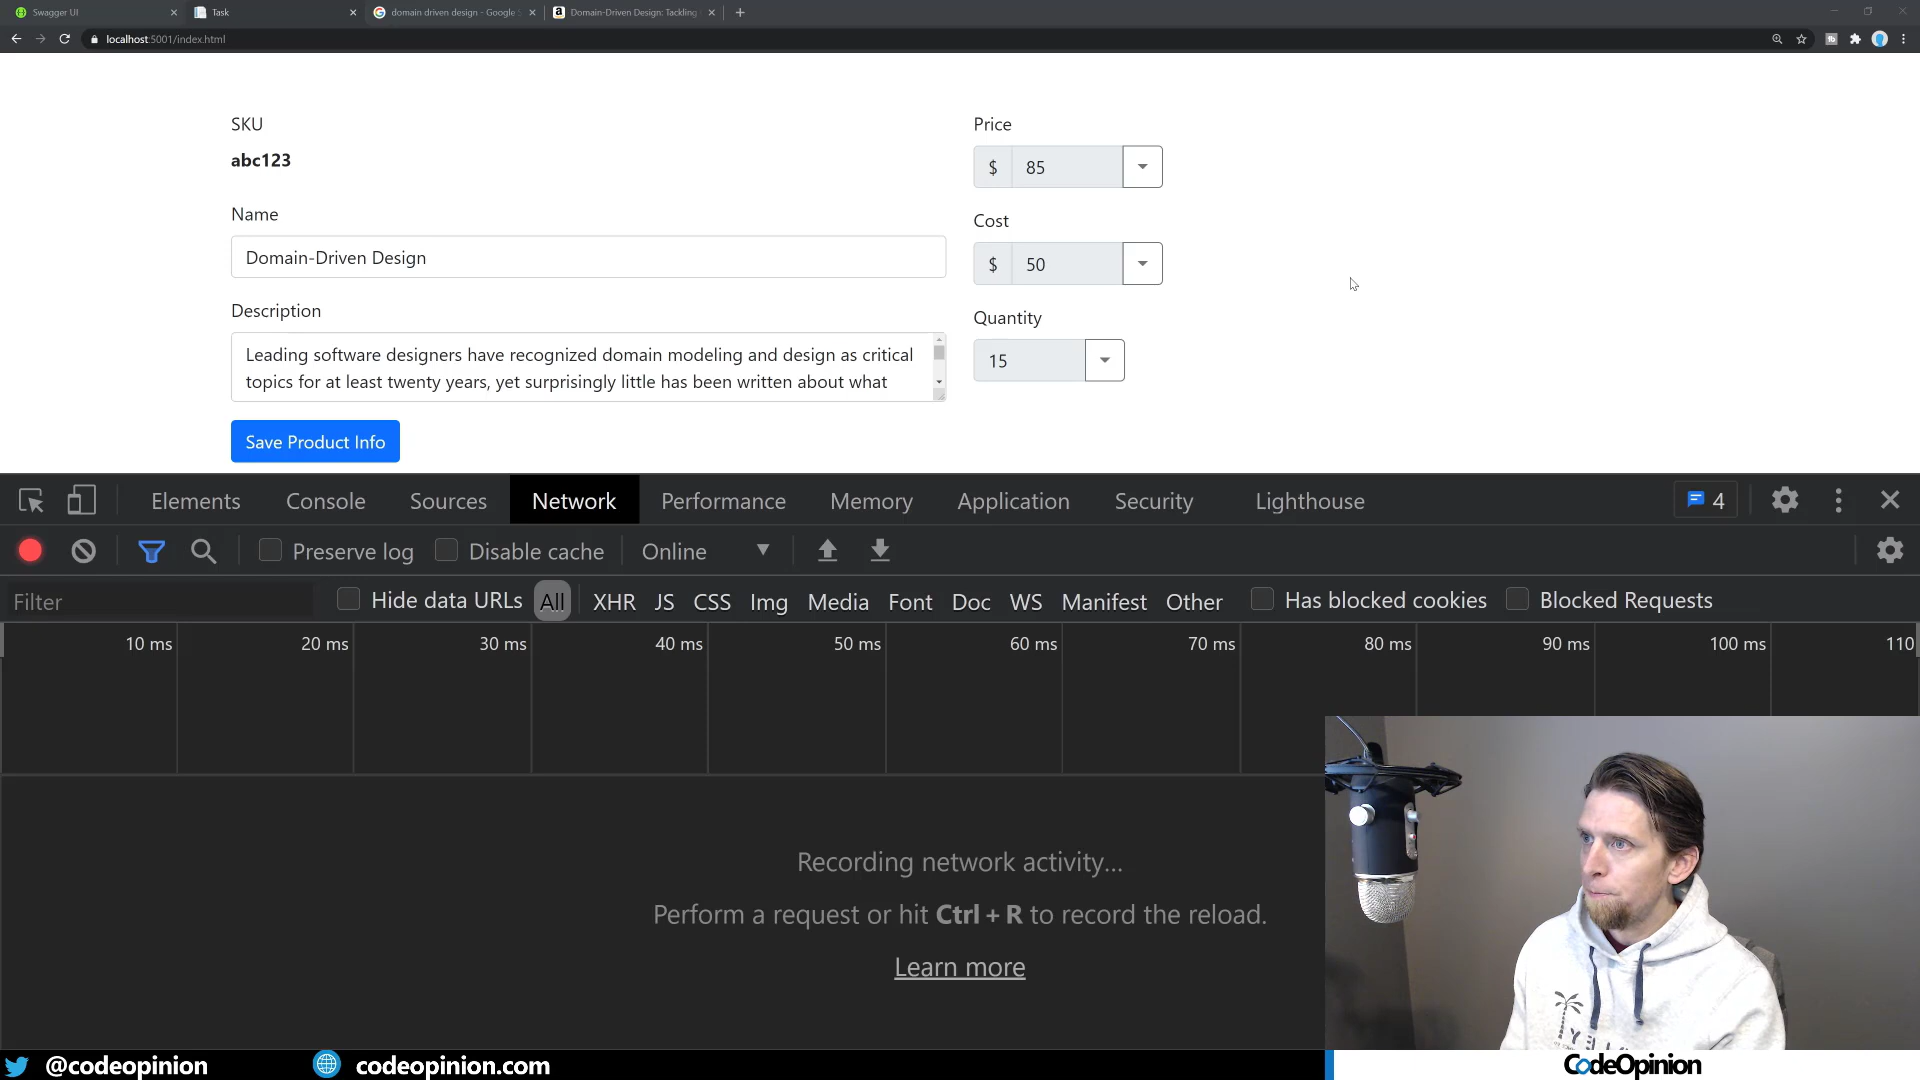 Swagger UI
Task
domain driven design - Google S
Domain-Driven Design: Tackling
localhost:5001/index.html
SKU
abc123
Name
Domain-Driven Design
Description
Leading software designers have recognized domain modeling and design as critical
topics for at least twenty years, yet surprisingly little has been written about what
Save Product Info
Price
$ 85
Cost
$ 50
Quantity
15
Elements Console Sources Network Performance Memory Application Security Lighthouse 4
Preserve log Disable cache Online
Filter Hide data URLs All XHR JS CSS Img Media Font Doc WS Manifest Other Has blocked cookies Blocked Requests
10 ms 20 ms 30 ms 40 ms 50 ms 60 ms 70 ms 80 ms 90 ms 100 ms 110
Recording network activity...
Perform a request or hit Ctrl + R to record the reload.
Learn more
@codeopinion codeopinion.com CodeOpinion